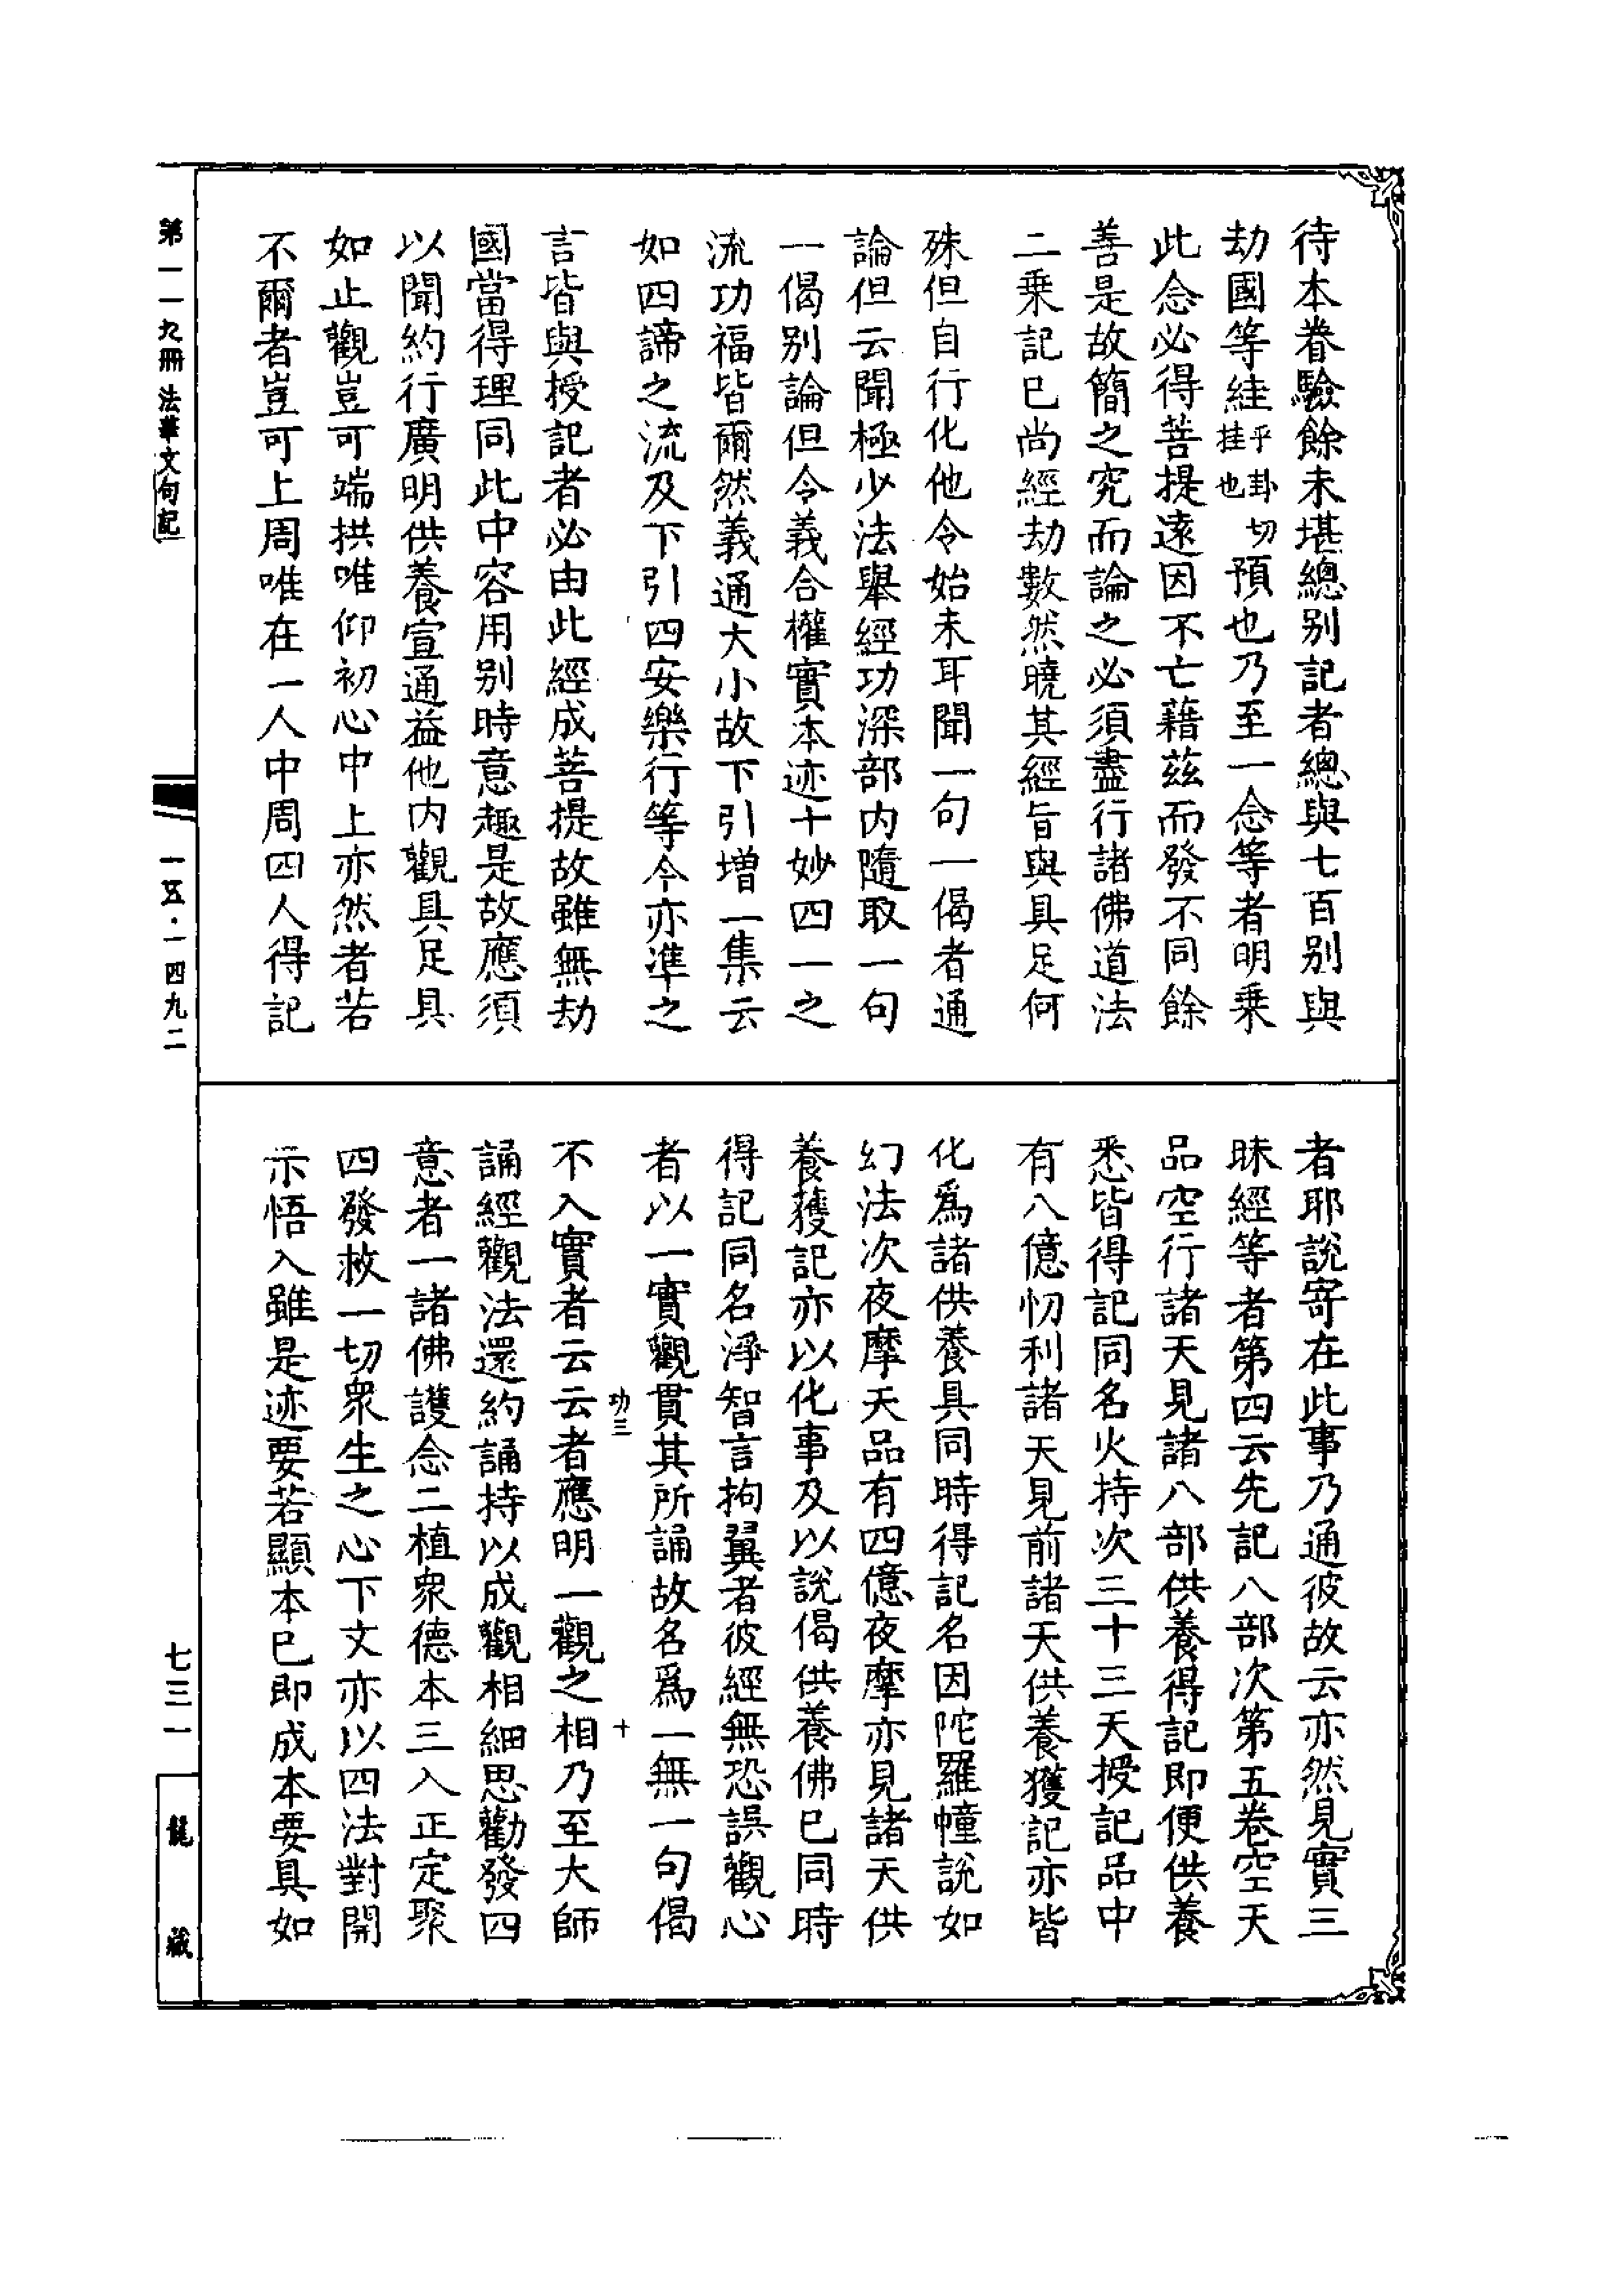 待本眷驗餘未堪總別記者總與七百別與
劫國等絓乎卦切挂也預也乃至一念等者明乗
此念必得菩提逺因不亡藉茲而發不同餘
善是故簡之究而論之必須盡行諸佛道法
二乗記已尚經劫數然曉其經旨與具足何
殊但自行化他令始末耳聞一句一偈者通
論但云聞極少法舉經功深部内隨取一句
一偈別論但令義合權實本迹十妙四一之
流功福皆爾然義通大小故下引增一集云
如四諦之流及下引四安樂行等今亦準之
言皆與授記者必由此經成菩提故雖無劫
國當得理同此中容用別時意趣是故應須
以聞約行廣明供養宣通益他内觀具足具
如止觀豈可端拱唯仰初心中上亦然者若
不爾者豈可上周唯在一人中周四人得記
者耶說寄在此事乃通彼故云亦然見實三
昧經等者第四云先記八部次第五卷空天
品空行諸天見諸八部供養得記即便供養
悉皆得記同名火持次三十三天授記品中
有八億忉利諸天見前諸天供養獲記亦皆
化爲諸供養具同時得記名因陀羅幢說如
幻法次夜摩天品有四億夜摩亦見諸天供
養獲記亦以化事及以說偈供養佛已同時
得記同名淨智言拘翼者彼經無恐誤觀心
者以一實觀貫其所誦故名爲一無一句偈
功三 十
不入實者云云者應明一觀之相乃至大師
誦經觀法還約誦持以成觀相細思勸發四
意者一諸佛護念二植衆德本三入正定聚
四發救一切衆生之心下文亦以四法對開
示悟入雖是迹要若顯本已即成本要具如
第一一九冊 法華文句記
一五·一四九二
七三一
龍藏